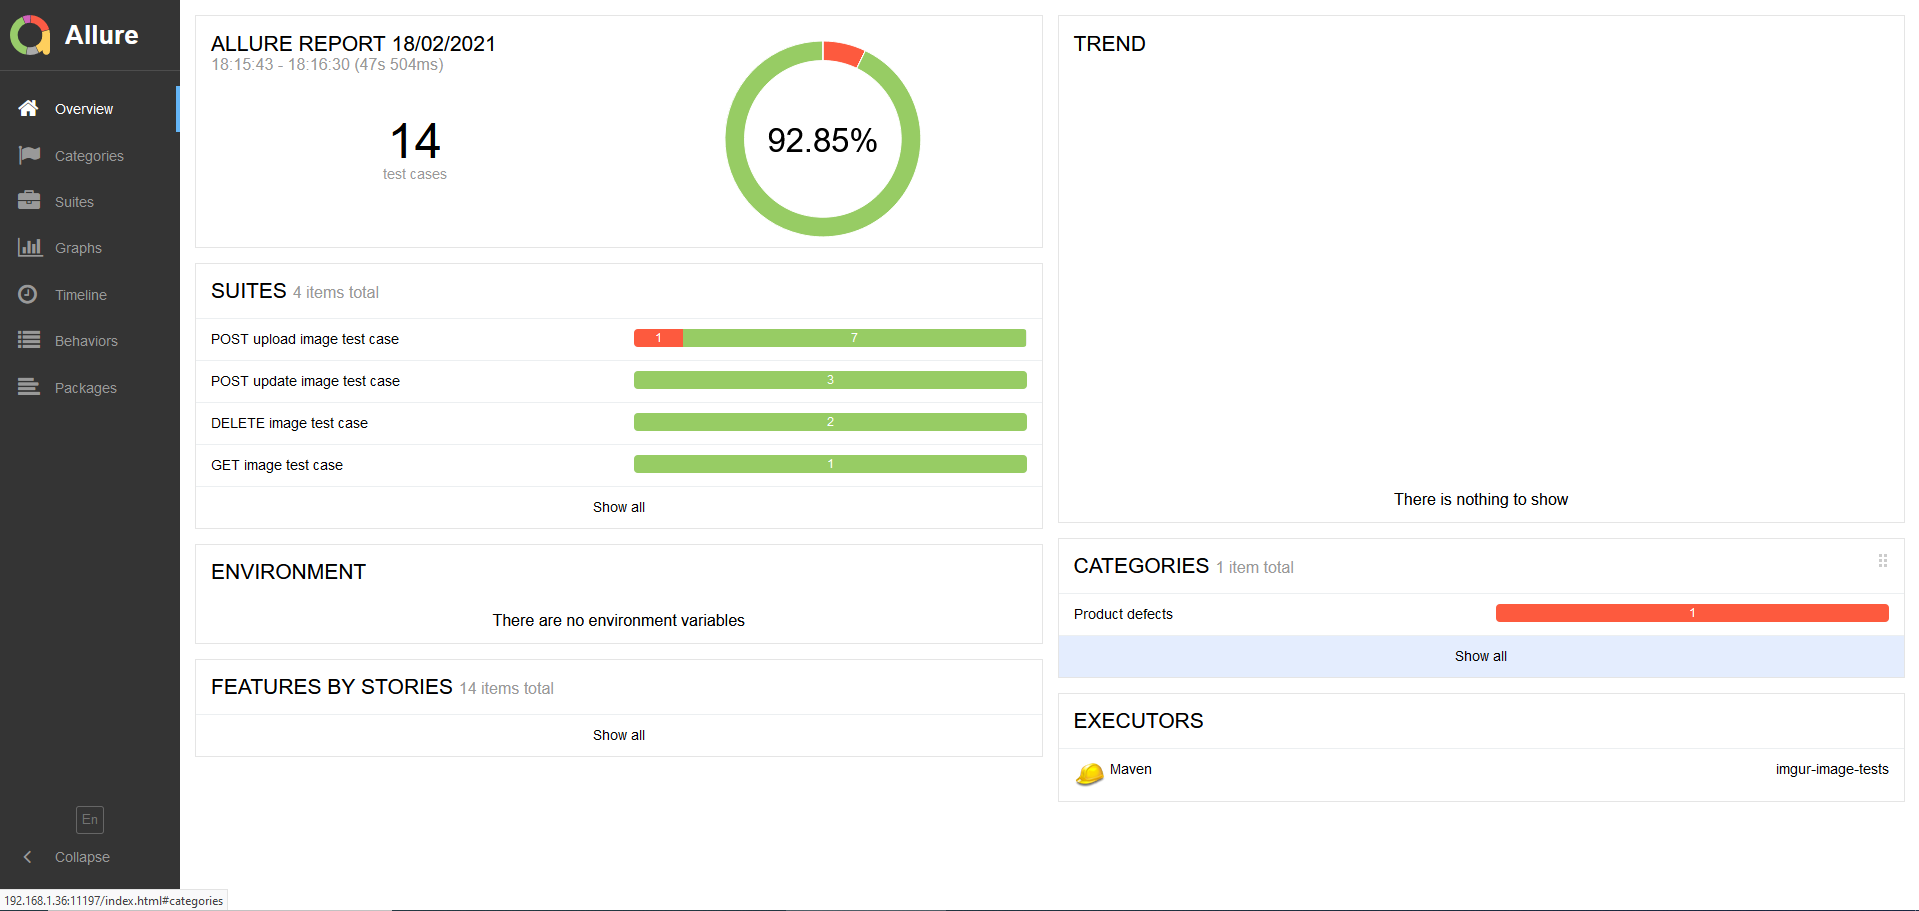 Allure
Overview
Categories
Suites
Graphs
Timeline
Behaviors
Packages
En
Collapse
192.168.1.36:11197/index.html#categories
ALLURE REPORT 18/02/2021
18:15:43 - 18:16:30 (47s 504ms)
14
test cases
92.85%
SUITES 4 items total
POST upload image test case 1 7
POST update image test case 3
DELETE image test case 2
GET image test case 1
Show all
ENVIRONMENT
There are no environment variables
FEATURES BY STORIES 14 items total
Show all
TREND
There is nothing to show
CATEGORIES 1 item total
Product defects 1
Show all
EXECUTORS
Maven imgur-image-tests